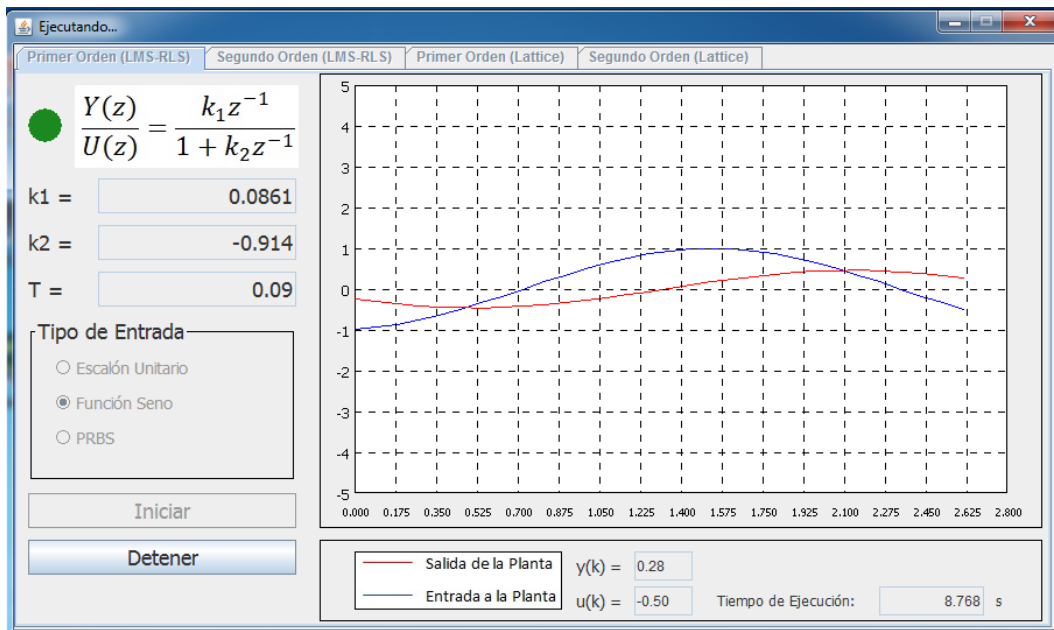 Ejecutando...
Primer Orden (LMS-RLS) Segundo Orden (LMS-RLS) Primer Orden (Lattice) Segundo Orden (Lattice)
Y(z)/U(z) = k₁z⁻¹/(1 + k₂z⁻¹)
k1 = 0.0861
k2 = -0.914
T = 0.09
Tipo de Entrada
Escalón Unitario
Función Seno
PRBS
Iniciar
Detener
5
4
3
2
1
0
-1
-2
-3
-4
-5
0.000 0.175 0.350 0.525 0.700 0.875 1.050 1.225 1.400 1.575 1.750 1.925 2.100 2.275 2.450 2.625 2.800
Salida de la Planta
Entrada a la Planta
y(k) = 0.28
u(k) = -0.50
Tiempo de Ejecución: 8.768 s